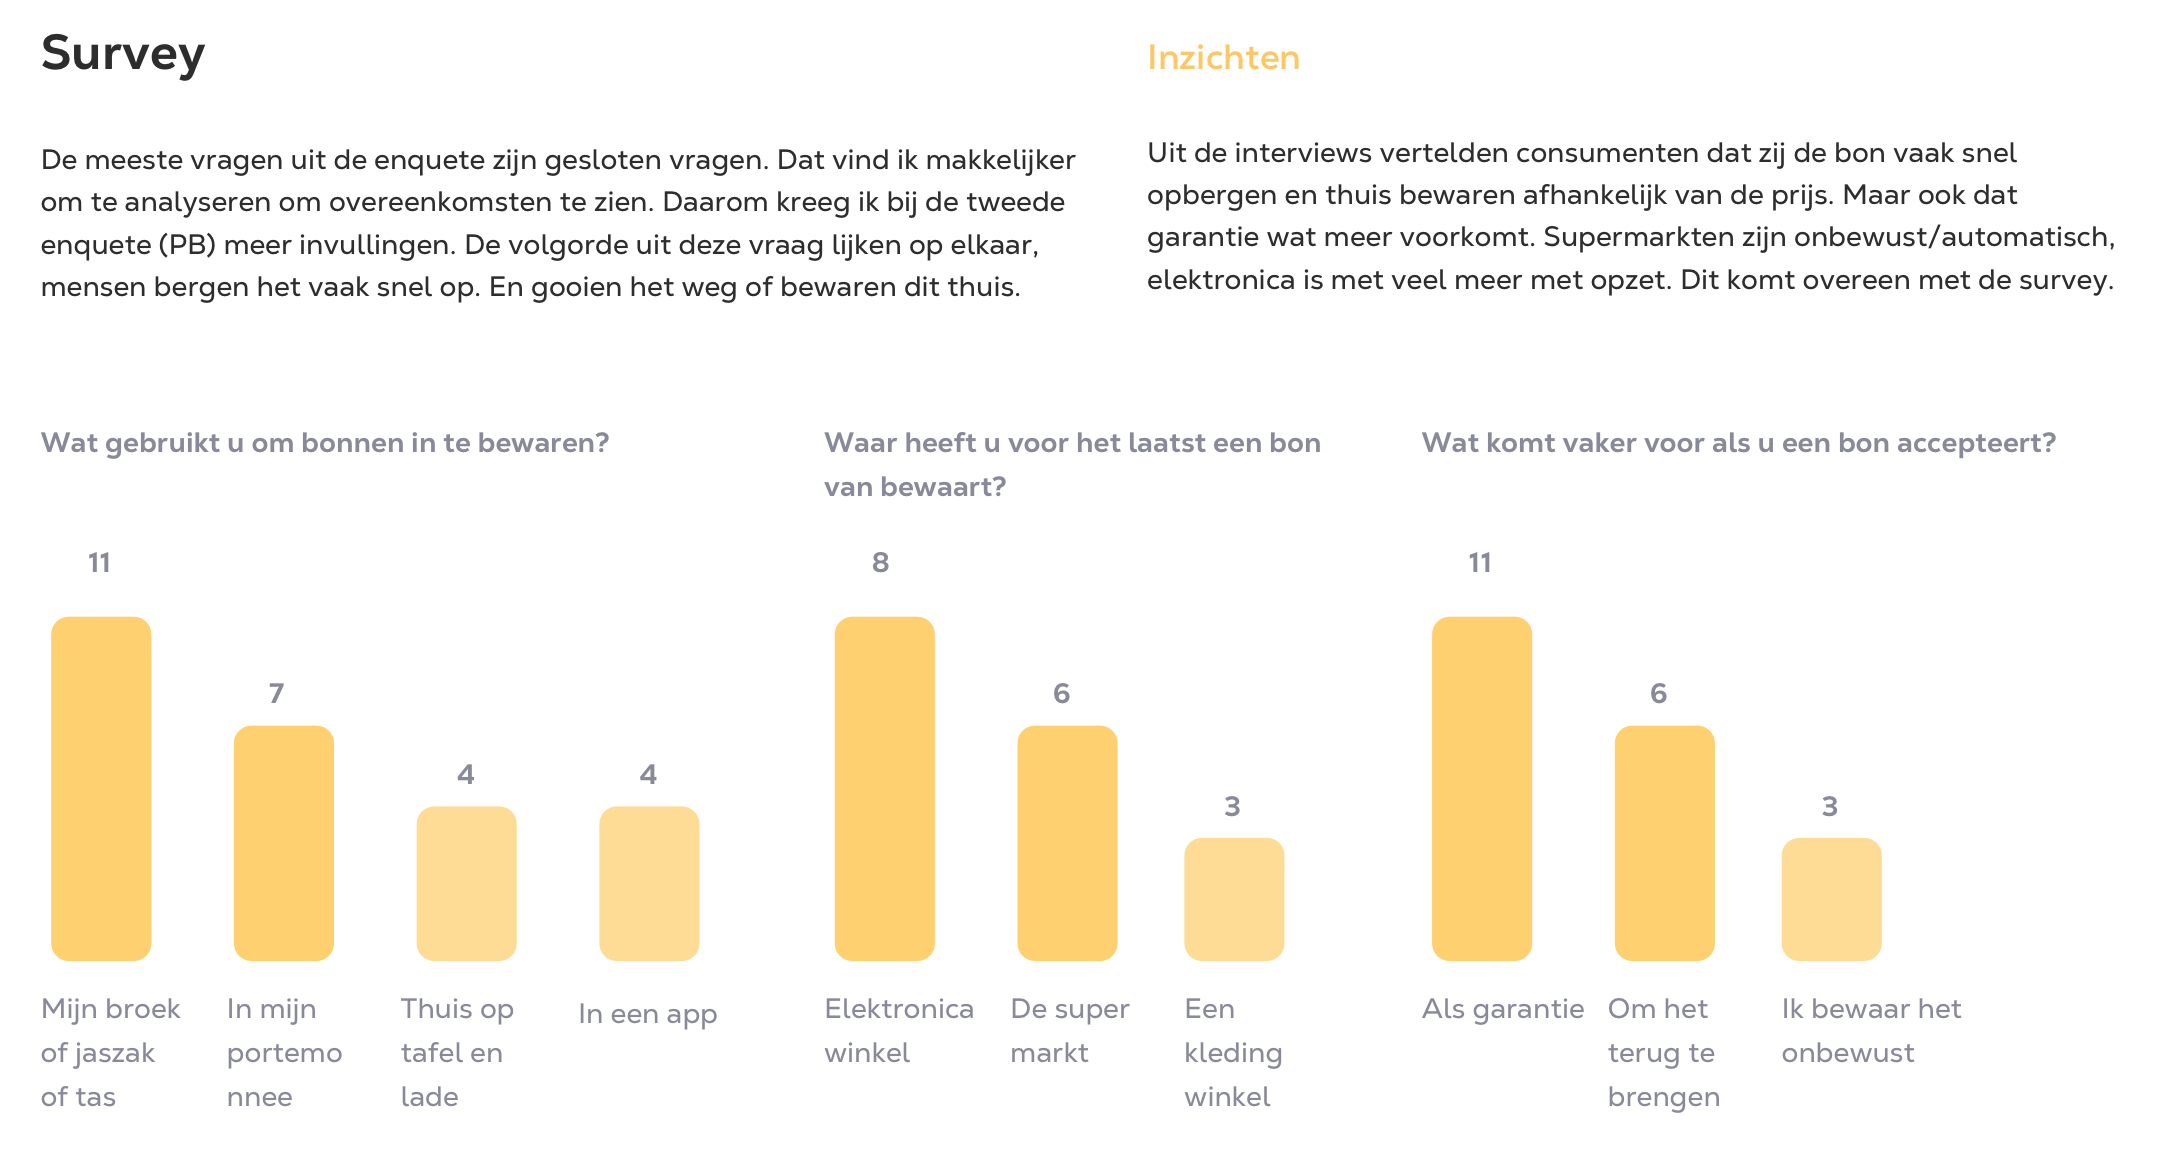 Survey
De meeste vragen uit de enquete zijn gesloten vragen. Dat vind ik makkelijker
om te analyseren om overeenkomsten te zien. Daarom kreeg ik bij de tweede
enquete (PB) meer invullingen. De volgorde uit deze vraag lijken op elkaar,
mensen bergen het vaak snel op. En gooien het weg of bewaren dit thuis.
Inzichten
Uit de interviews vertelden consumenten dat zij de bon vaak snel
opbergen en thuis bewaren afhankelijk van de prijs. Maar ook dat
garantie wat meer voorkomt. Supermarkten zijn onbewust/automatisch,
elektronica is met veel meer met opzet. Dit komt overeen met de survey.
Wat gebruikt u om bonnen in te bewaren?
11
7
4
4
Mijn broek
of jaszak
of tas
In mijn
portemo
nnee
Thuis op
tafel en
lade
In een app
Waar heeft u voor het laatst een bon
van bewaart?
8
6
3
Elektronica
winkel
De super
markt
Een
kleding
winkel
Wat komt vaker voor als u een bon accepteert?
11
6
3
Als garantie
Om het
terug te
brengen
Ik bewaar het
onbewust